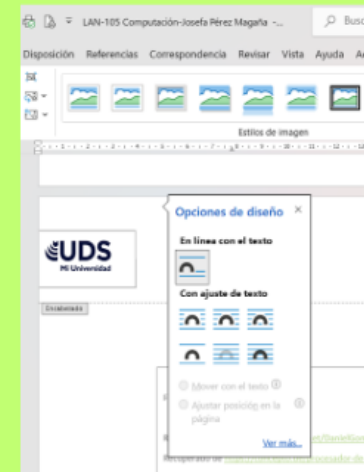 LAN-105 Computación-Josefa Pérez Magaña -...
Busc
Disposición Referencias Correspondencia Revisar Vista Ayuda
Estilos de imagen
Opciones de diseño
En línea con el texto
Con ajuste de texto
UDS
Mi Universidad
Encabezado
Mover con el texto
Ajustar posición en la
página
Ver más...
Recuperado de